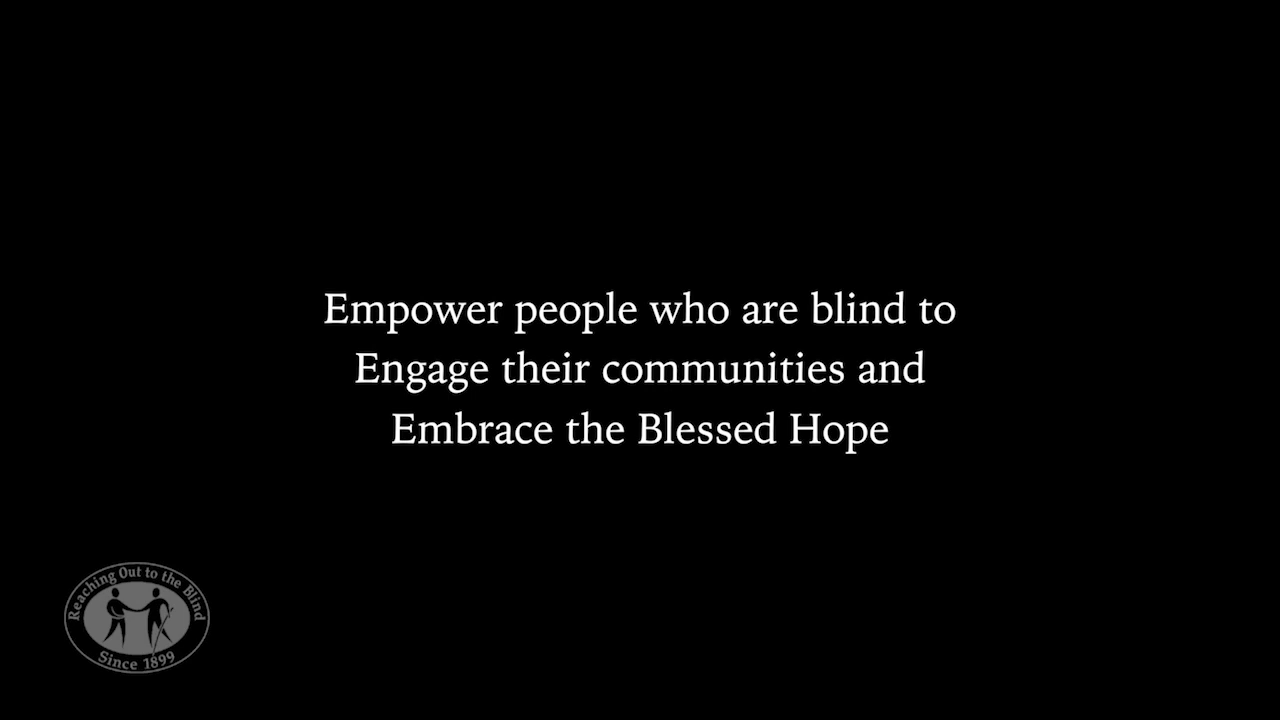 Empower people who are blind to
Engage their communities and
Embrace the Blessed Hope
Reaching Out to the Blind
Since 1899